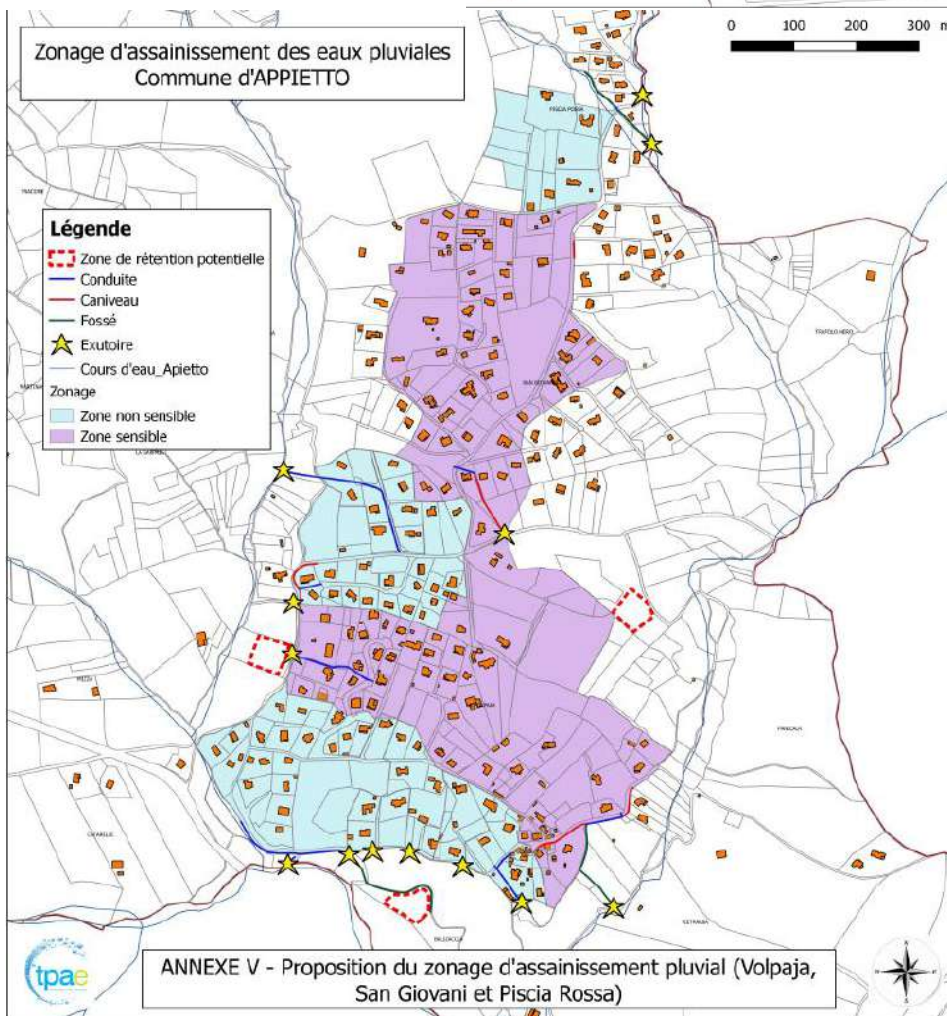 0 100 200 300 m
Zonage d'assainissement des eaux pluviales
Commune d'APPIETTO
Légende
Zone de rétention potentielle
Conduite
Caniveau
Fossé
Exutoire
Cours d'eau_Apietto
Zonage
Zone non sensible
Zone sensible
tpae
ANNEXE V - Proposition du zonage d'assainissement pluvial (Volpaja,
San Giovani et Piscia Rossa)